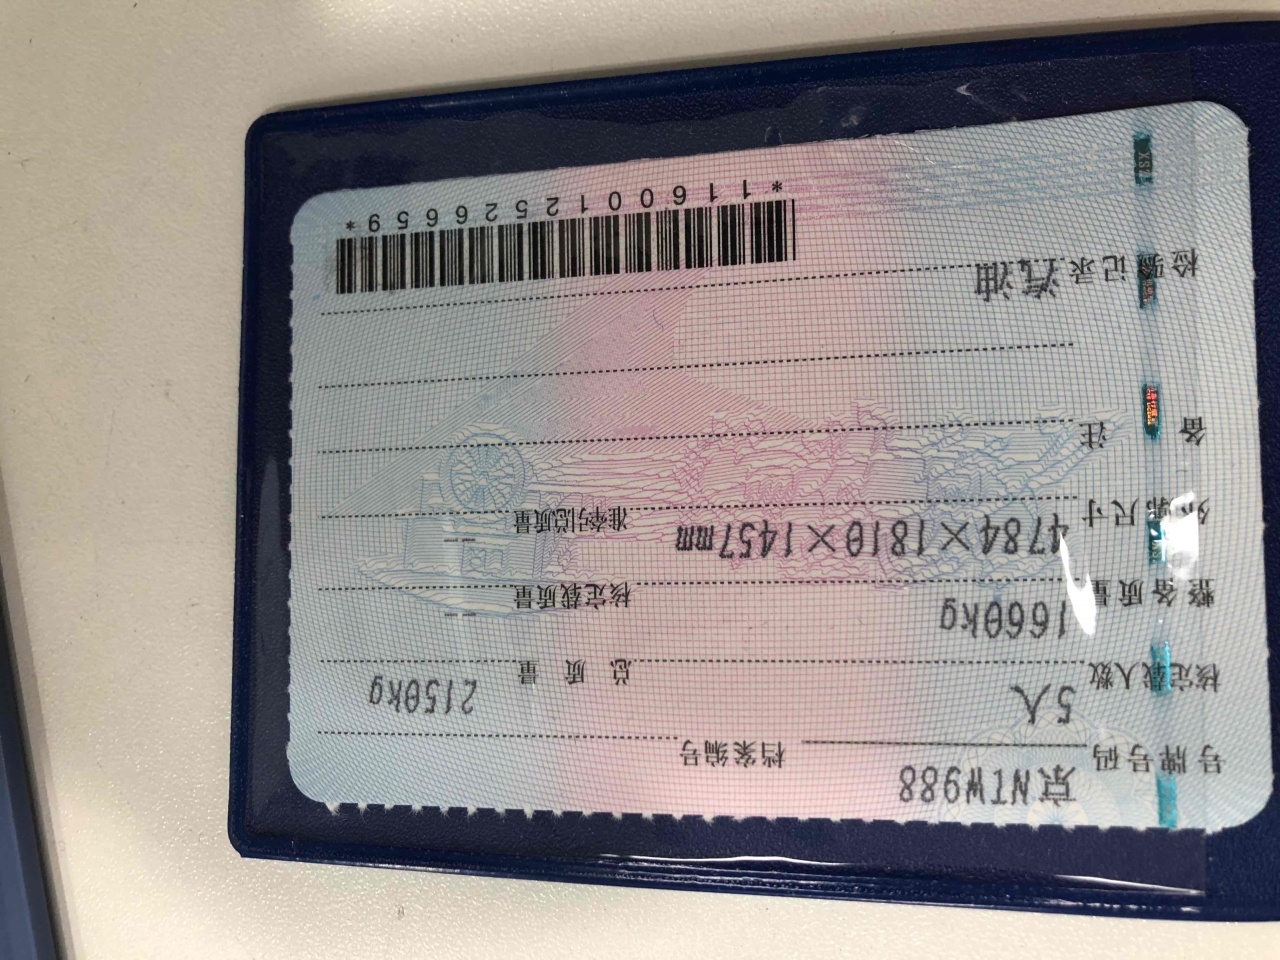 号牌号码 京NTW988 档案编号
核定载人数 5人 总质量 2150kg
整备质量 1660kg 核定载质量 --
外廓尺寸 4784×1810×1457mm 准牵引总质量 --
备注
检验记录 汽油
*1160012526659*